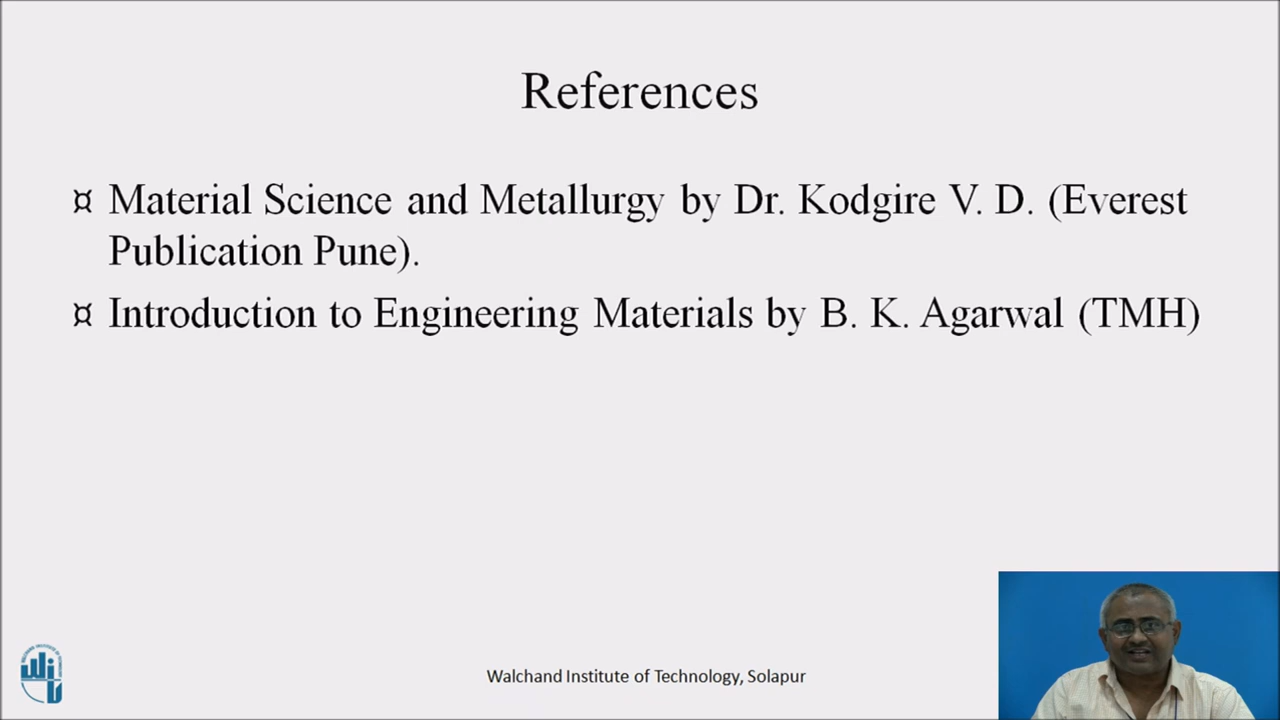 References
¤ Material Science and Metallurgy by Dr. Kodgire V. D. (Everest
Publication Pune).
¤ Introduction to Engineering Materials by B. K. Agarwal (TMH)
Walchand Institute of Technology, Solapur